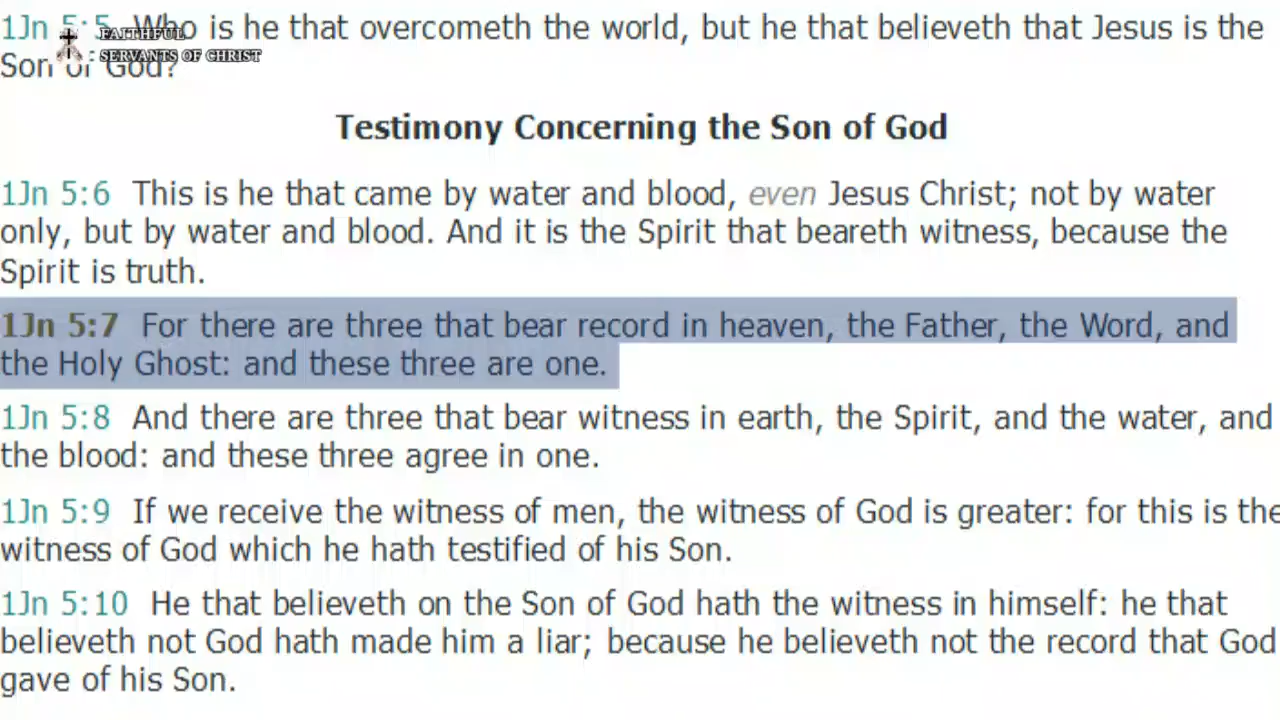 1Jn 5:5 Who is he that overcometh the world, but he that believeth that Jesus is the
FAITHFUL
SERVANTS OF CHRIST
Son of God?
Testimony Concerning the Son of God
1Jn 5:6 This is he that came by water and blood, even Jesus Christ; not by water
only, but by water and blood. And it is the Spirit that beareth witness, because the
Spirit is truth.
1Jn 5:7 For there are three that bear record in heaven, the Father, the Word, and
the Holy Ghost: and these three are one.
1Jn 5:8 And there are three that bear witness in earth, the Spirit, and the water, and
the blood: and these three agree in one.
1Jn 5:9 If we receive the witness of men, the witness of God is greater: for this is the
witness of God which he hath testified of his Son.
1Jn 5:10 He that believeth on the Son of God hath the witness in himself: he that
believeth not God hath made him a liar; because he believeth not the record that God
gave of his Son.